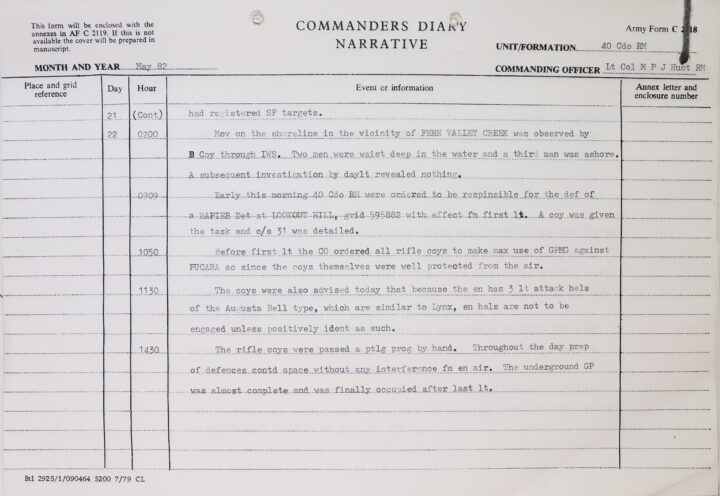 This form will be enclosed with the
annexes in AF C 2119. If this is not
available the cover will be prepared in
manuscript.
COMMANDERS DIARY
NARRATIVE
Army Form C 2118
UNIT/FORMATION 40 Cdo RM
MONTH AND YEAR May 82
COMMANDING OFFICER Lt Col M P J Hunt RM
Place and grid
reference
Day
Hour
Event or information
Annex letter and
enclosure number
21 (Cont) had registered SF targets.
22 0200 Mov on the shoreline in the vicinity of FERN VALLEY CREEK was observed by
B Coy through IWS. Two men were waist deep in the water and a third man was ashore.
A subsequent investigation by daylt revealed nothing.
0909 Early this morning 40 Cdo RM were ordered to be responsible for the def of
a RAPIER Det at LOOKOUT HILL, grid 595882 with effect fm first lt. A coy was given
the task and c/s 31 was detailed.
1050 Before first lt the CO ordered all rifle coys to make max use of GPMG against
PUCARA ac since the coys themselves were well protected from the air.
1130 The coys were also advised today that because the en has 3 lt attack hels
of the Augusta Bell type, which are similar to Lynx, en hels are not to be
engaged unless positively ident as such.
1430 The rifle coys were passed a ptlg prog by hand. Throughout the day prep
of defences contd apace without any interference fm en air. The underground CP
was almost complete and was finally occupied after last lt.
Btl 2925/1/090464 5200 7/79 CL